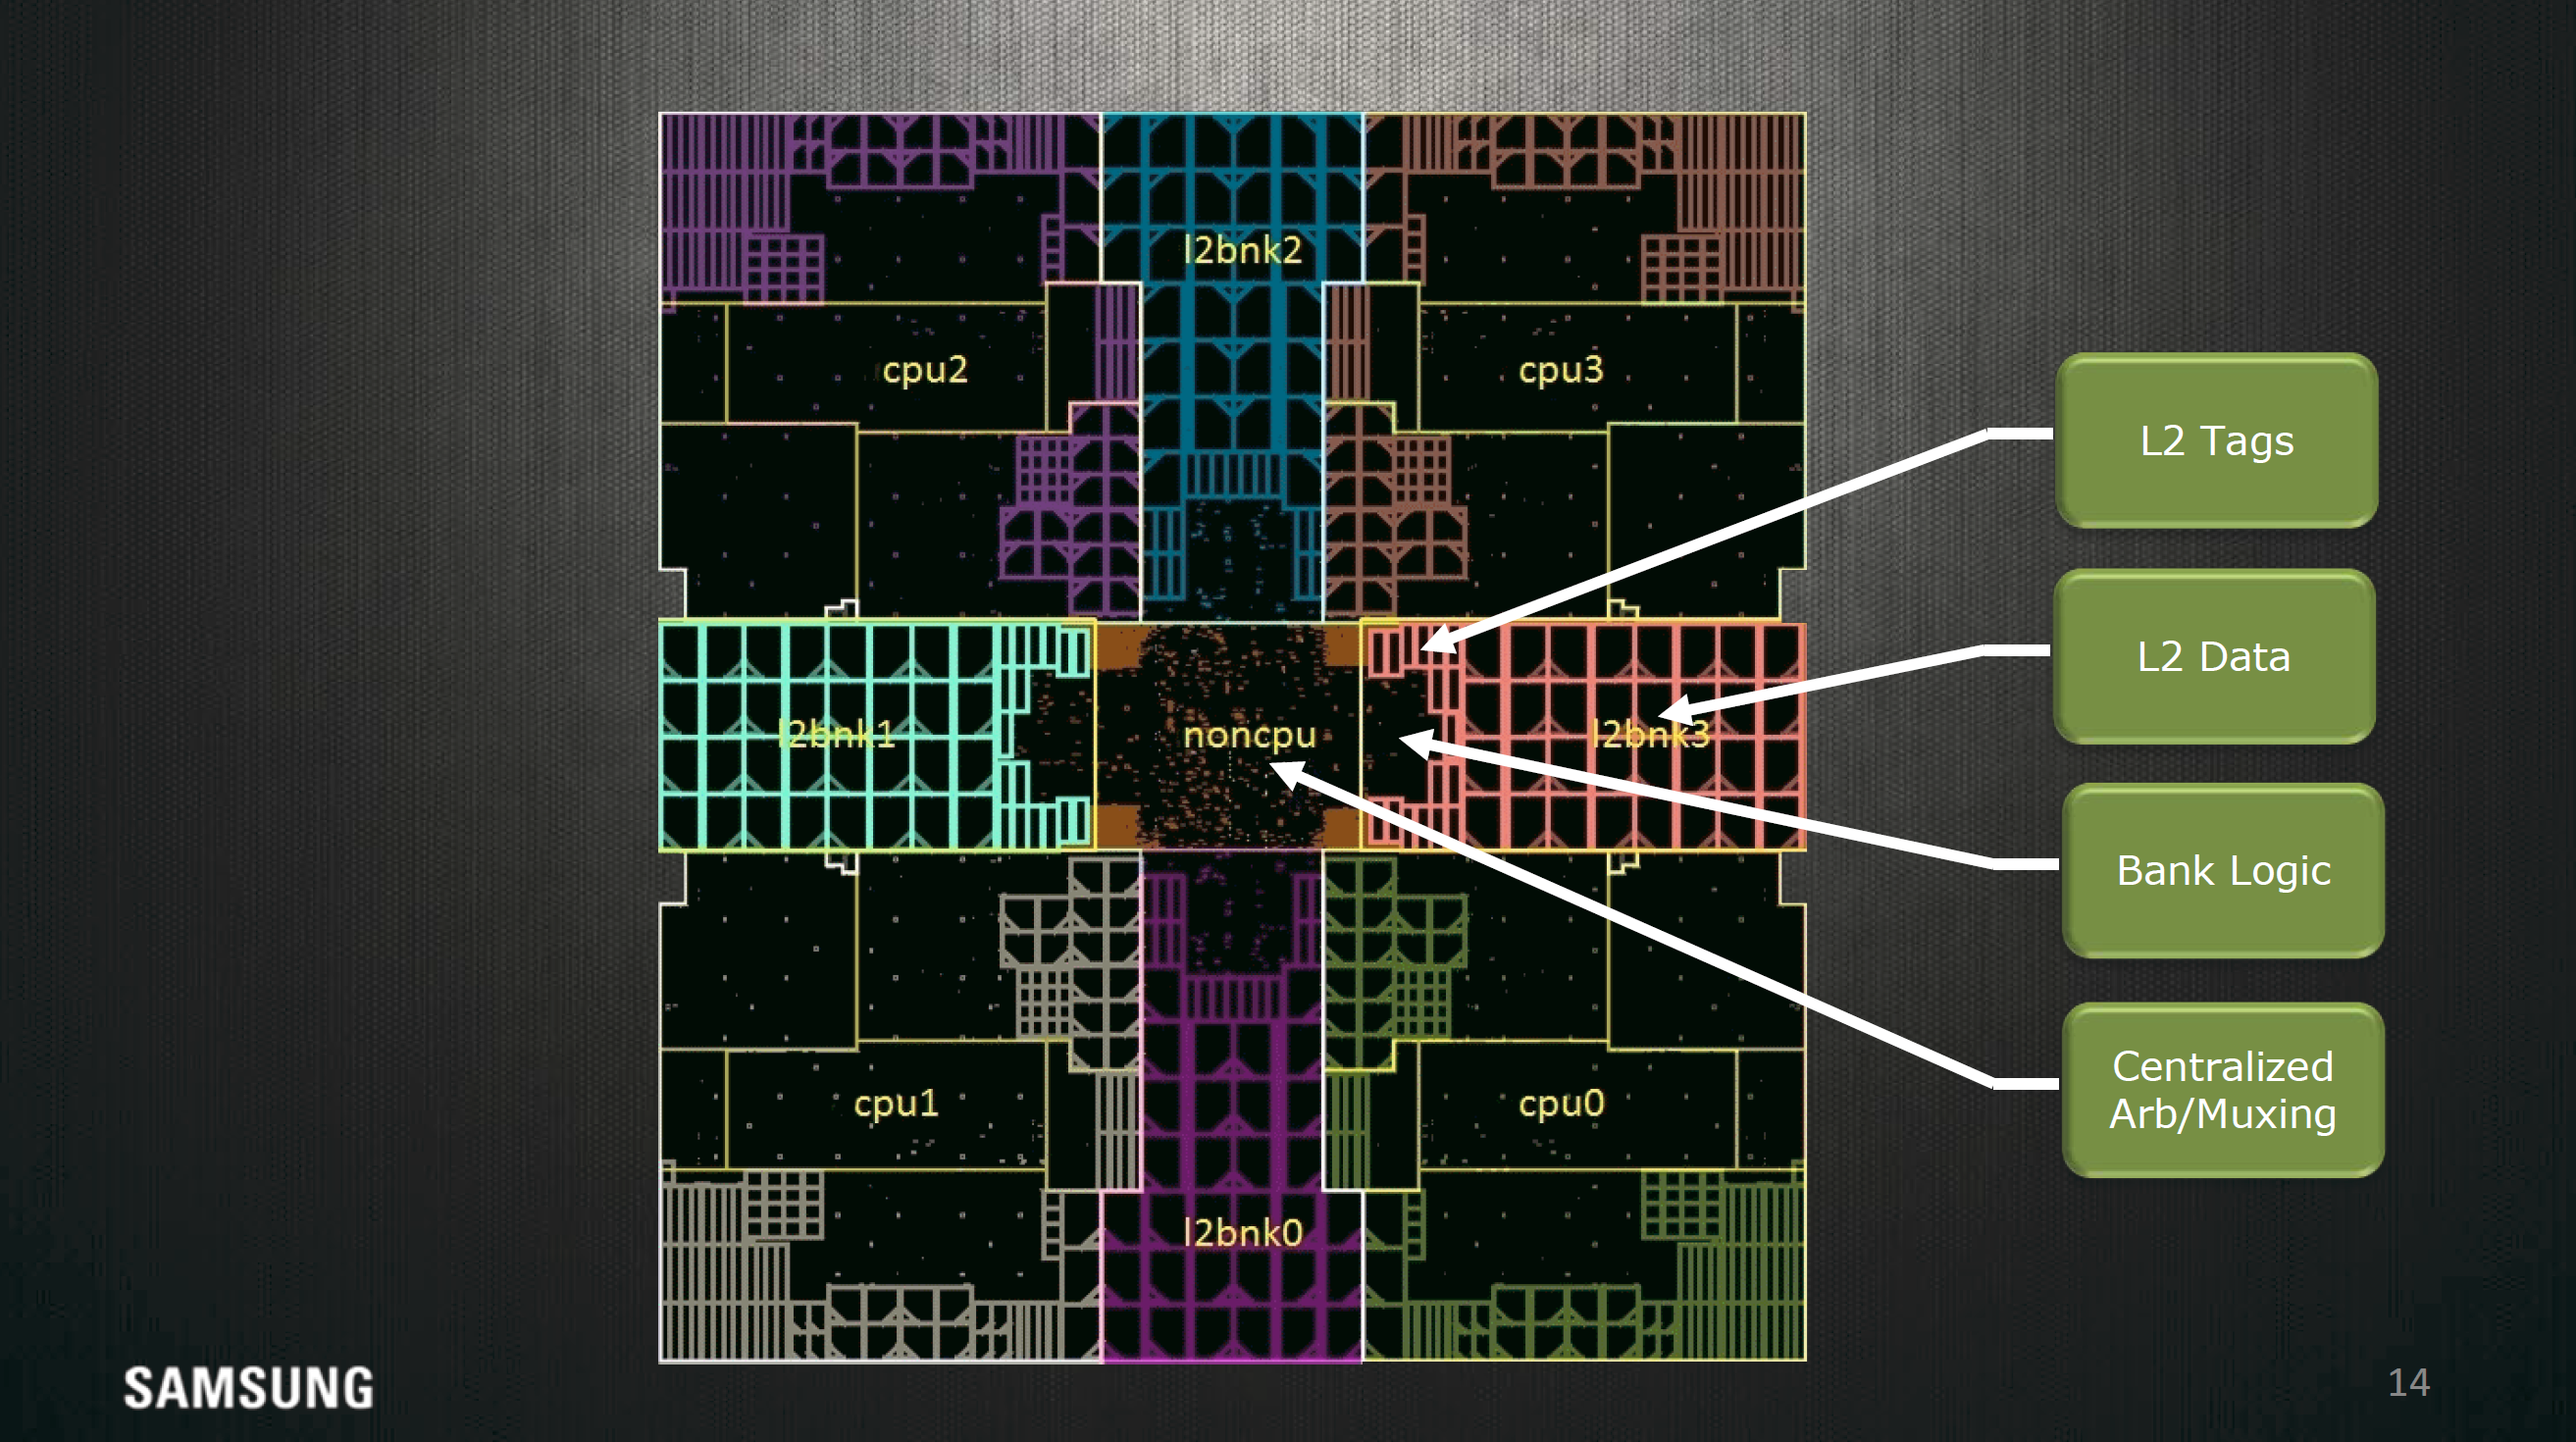 l2bnk2
cpu2
cpu3
l2bnk1
noncpu
l2bnk3
cpu1
cpu0
l2bnk0
L2 Tags
L2 Data
Bank Logic
Centralized
Arb/Muxing
SAMSUNG
14